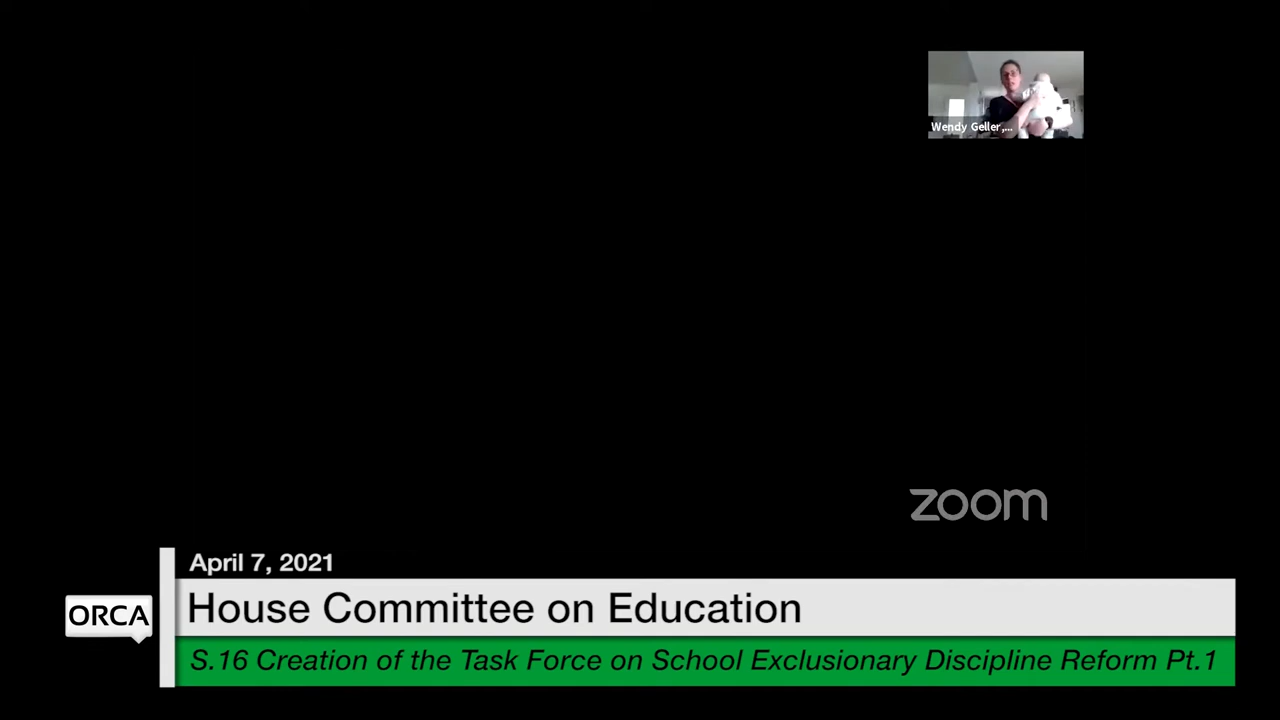 Wendy Geller,...
zoom
April 7, 2021
House Committee on Education
ORCA
S.16 Creation of the Task Force on School Exclusionary Discipline Reform Pt.1